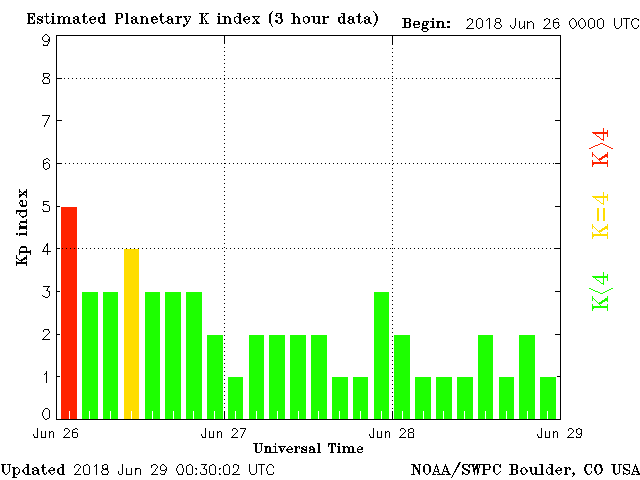 Estimated Planetary K index (3 hour data) Begin: 2018 Jun 26 0000 UTC
9
8
7
6
5
4
3
2
1
0
Kp index
K>4
K=4
K<4
Jun 26 Jun 27 Jun 28 Jun 29
Universal Time
Updated 2018 Jun 29 00:30:02 UTC NOAA/SWPC Boulder, CO USA